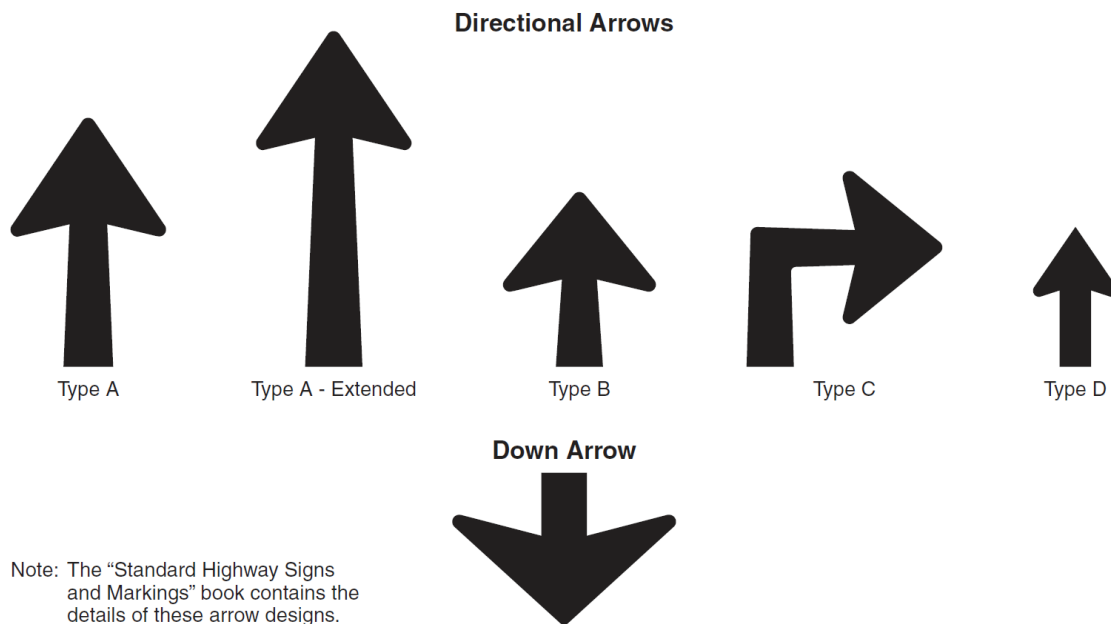 Directional Arrows
Type A
Type A - Extended
Type B
Type C
Type D
Down Arrow
Note: The “Standard Highway Signs
and Markings” book contains the
details of these arrow designs.